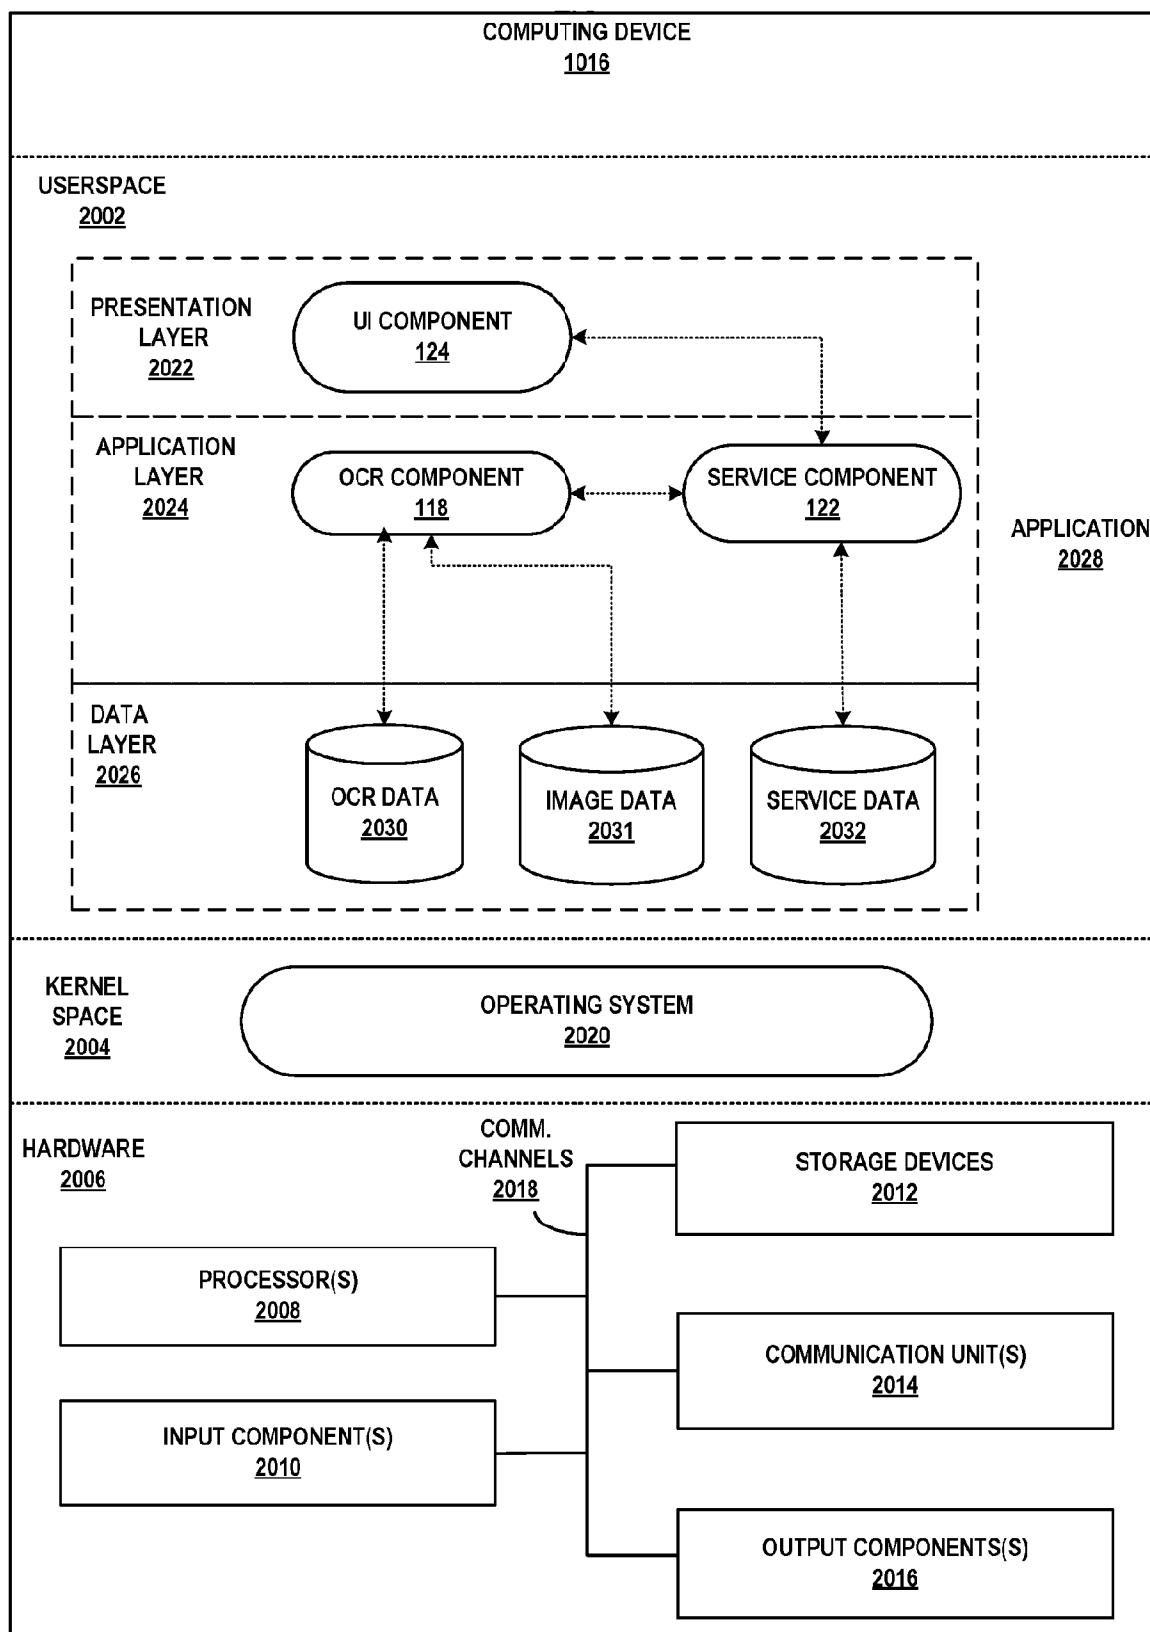 COMPUTING DEVICE
1016
USERSPACE
2002
PRESENTATION
LAYER
2022
UI COMPONENT
124
APPLICATION
LAYER
2024
OCR COMPONENT
118
SERVICE COMPONENT
122
APPLICATION
2028
DATA
LAYER
2026
OCR DATA
2030
IMAGE DATA
2031
SERVICE DATA
2032
KERNEL
SPACE
2004
OPERATING SYSTEM
2020
HARDWARE
2006
COMM.
CHANNELS
2018
STORAGE DEVICES
2012
PROCESSOR(S)
2008
COMMUNICATION UNIT(S)
2014
INPUT COMPONENT(S)
2010
OUTPUT COMPONENTS(S)
2016